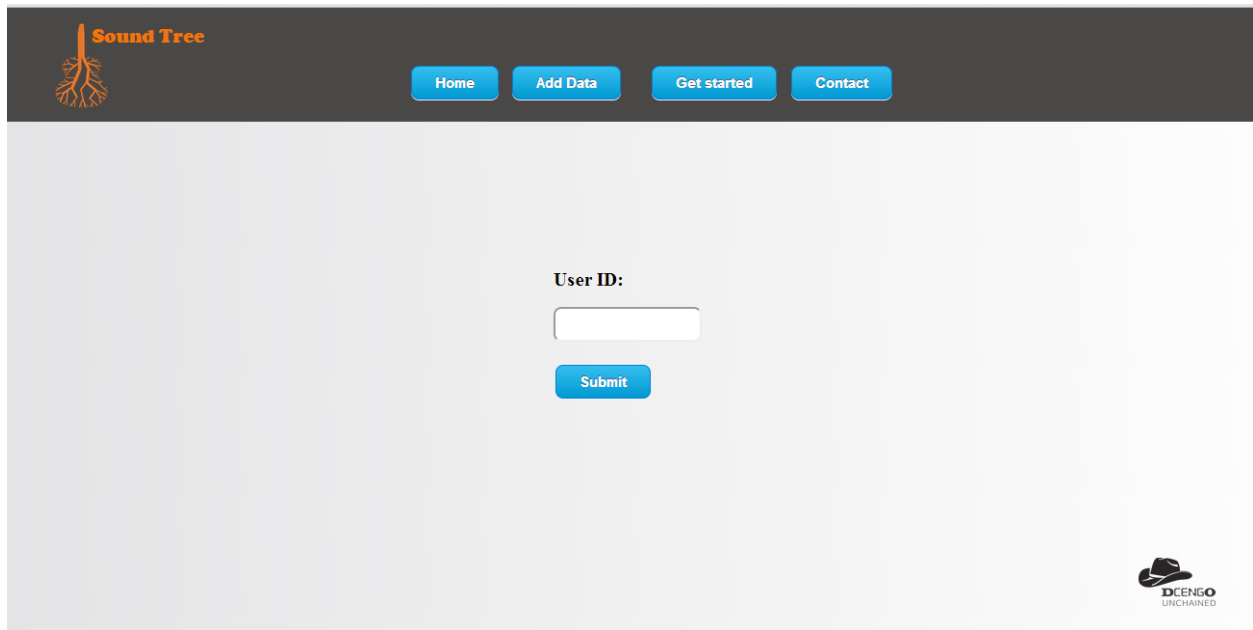 Sound Tree
Home Add Data Get started Contact
User ID:
Submit
DCENGO
UNCHAINED